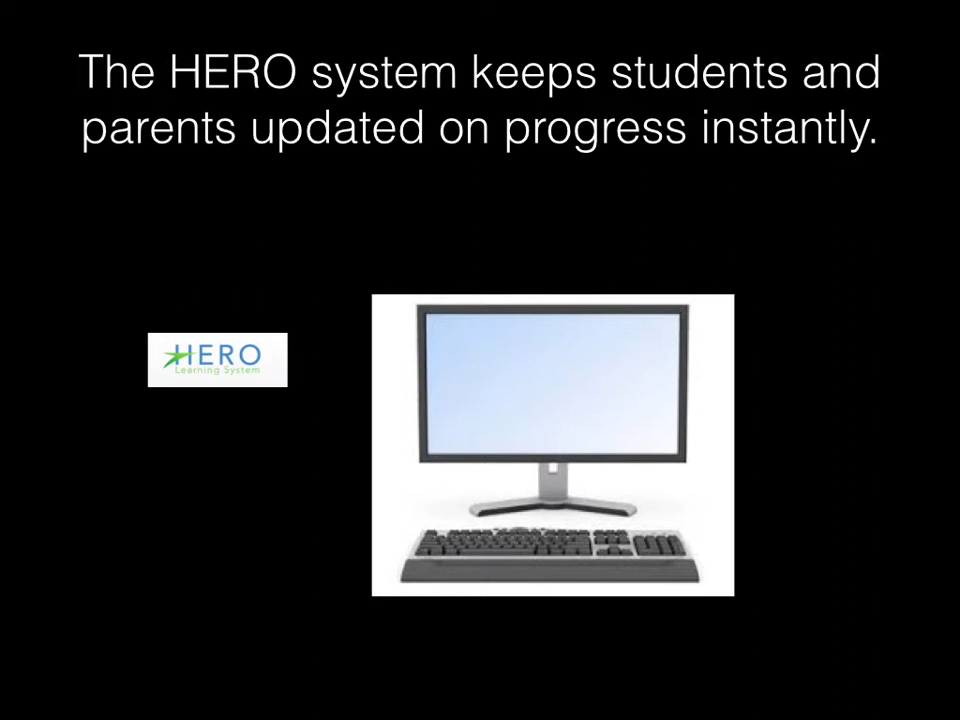 The HERO system keeps students and
parents updated on progress instantly.
HERO
Learning System